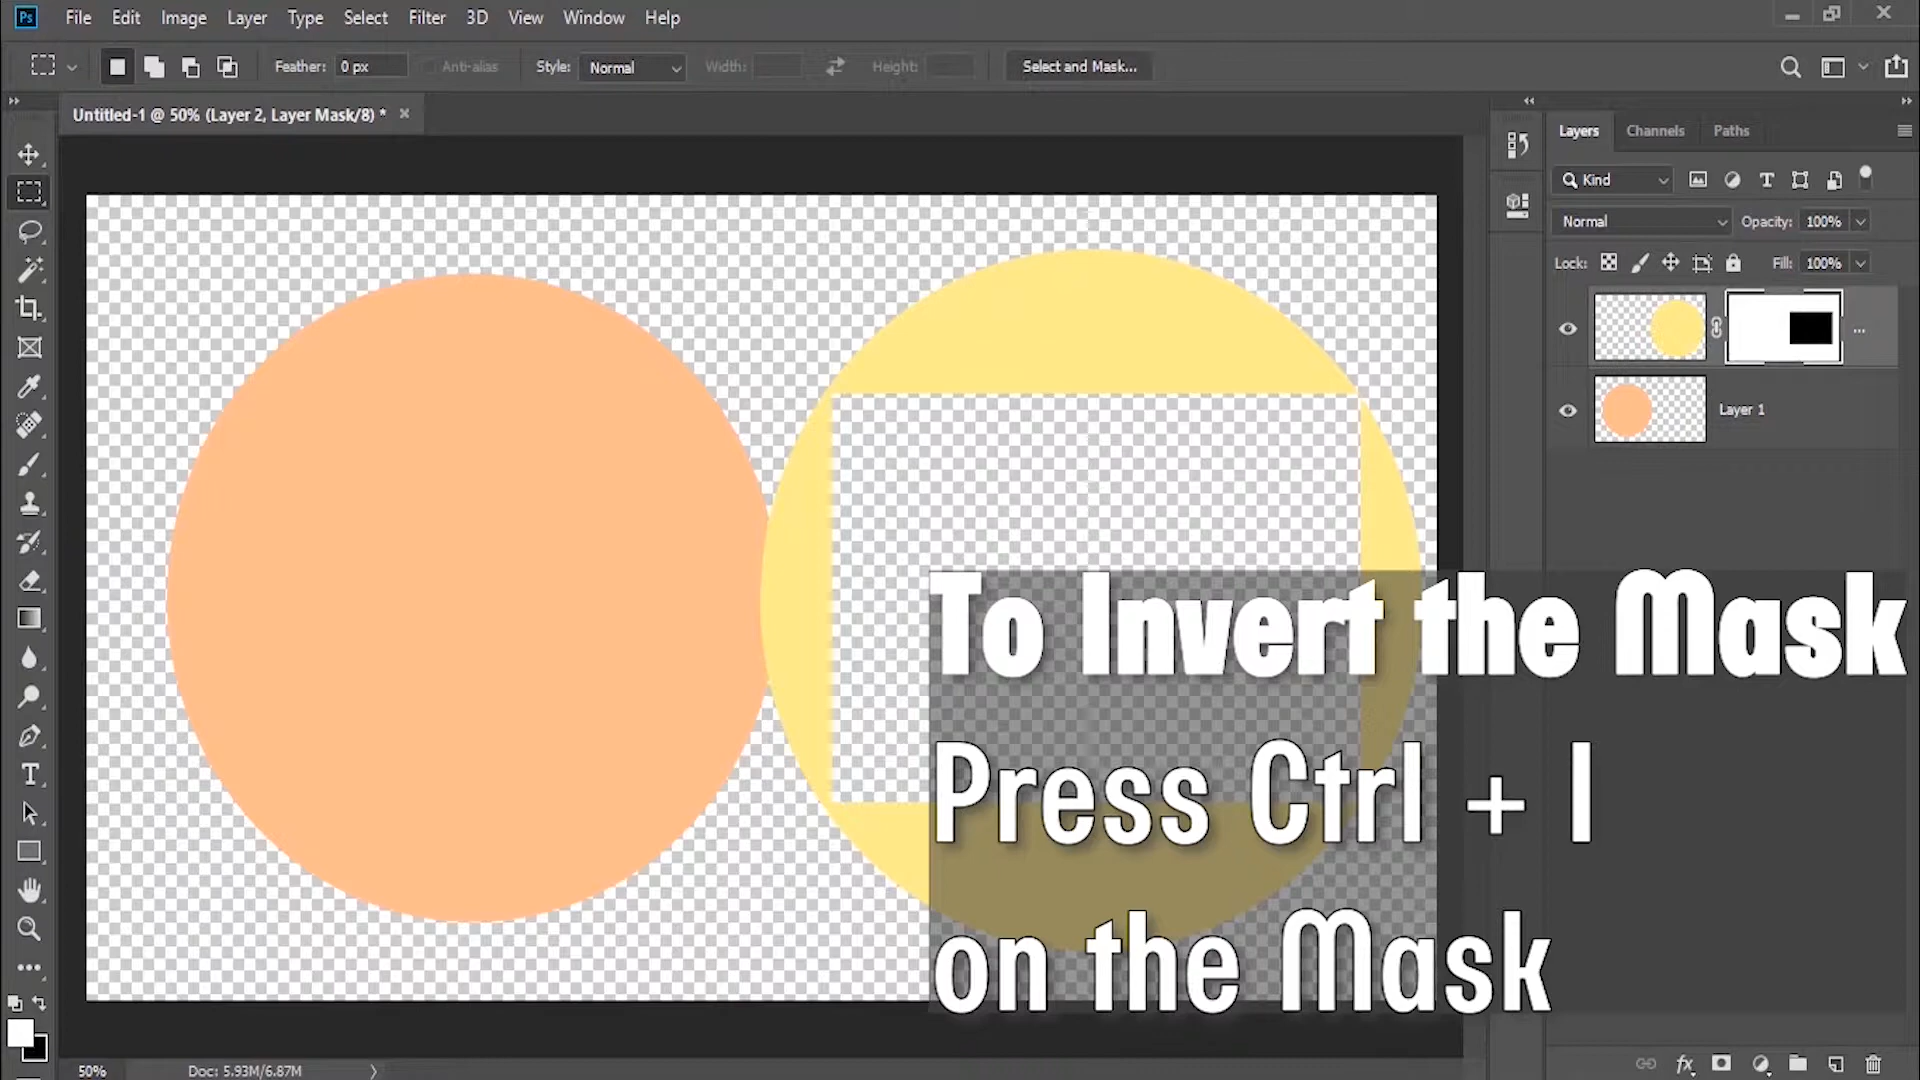 Ps File Edit Image Layer Type Select Filter 3D View Window Help
Feather: 0 px Anti-alias Style: Normal Width: Height: Select and Mask...
Untitled-1 @ 50% (Layer 2, Layer Mask/8) *
Layers Channels Paths
Kind
Normal Opacity: 100%
Lock: Fill: 100%
...
Layer 1
To Invert the Mask
Press Ctrl + I
on the Mask
50% Doc: 5.93M/6.87M
fx